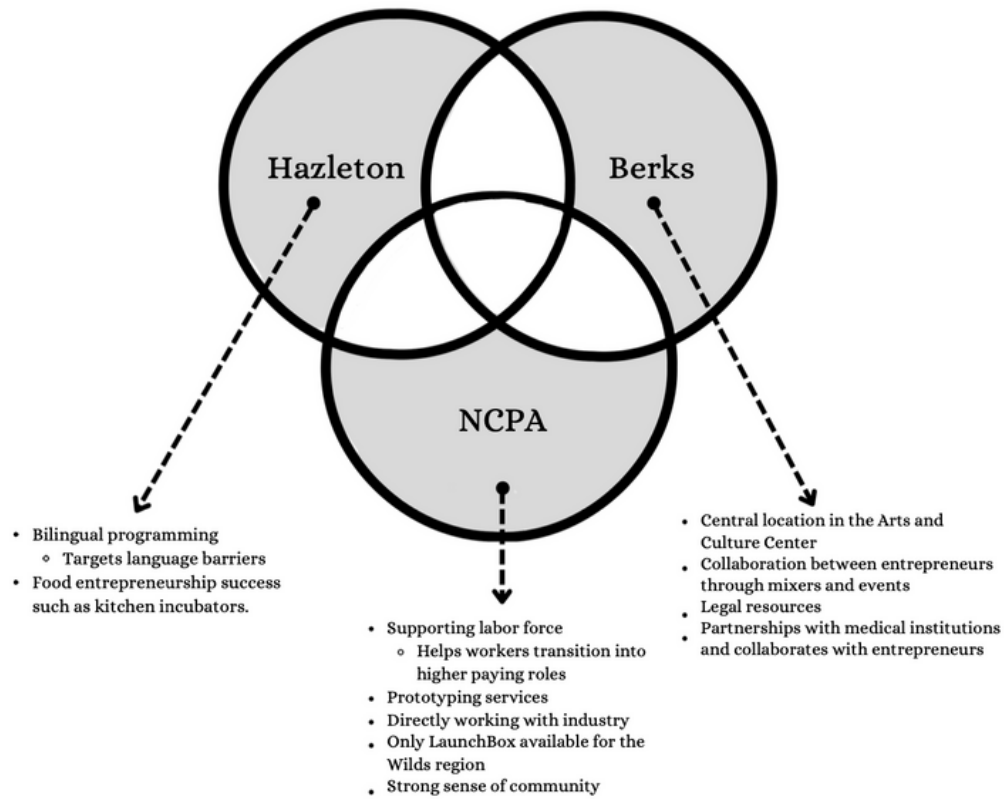 Hazleton
Berks
NCPA
• Bilingual programming
◦ Targets language barriers
• Food entrepreneurship success
such as kitchen incubators.
• Supporting labor force
◦ Helps workers transition into
higher paying roles
• Prototyping services
• Directly working with industry
• Only LaunchBox available for the
Wilds region
• Strong sense of community
• Central location in the Arts and
Culture Center
• Collaboration between entrepreneurs
through mixers and events
• Legal resources
• Partnerships with medical institutions
and collaborates with entrepreneurs